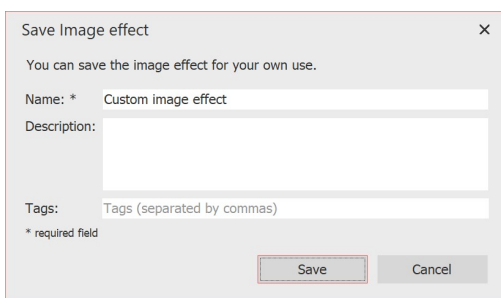 Save Image effect
You can save the image effect for your own use.
Name: * Custom image effect
Description:
Tags: Tags (separated by commas)
* required field
Save Cancel